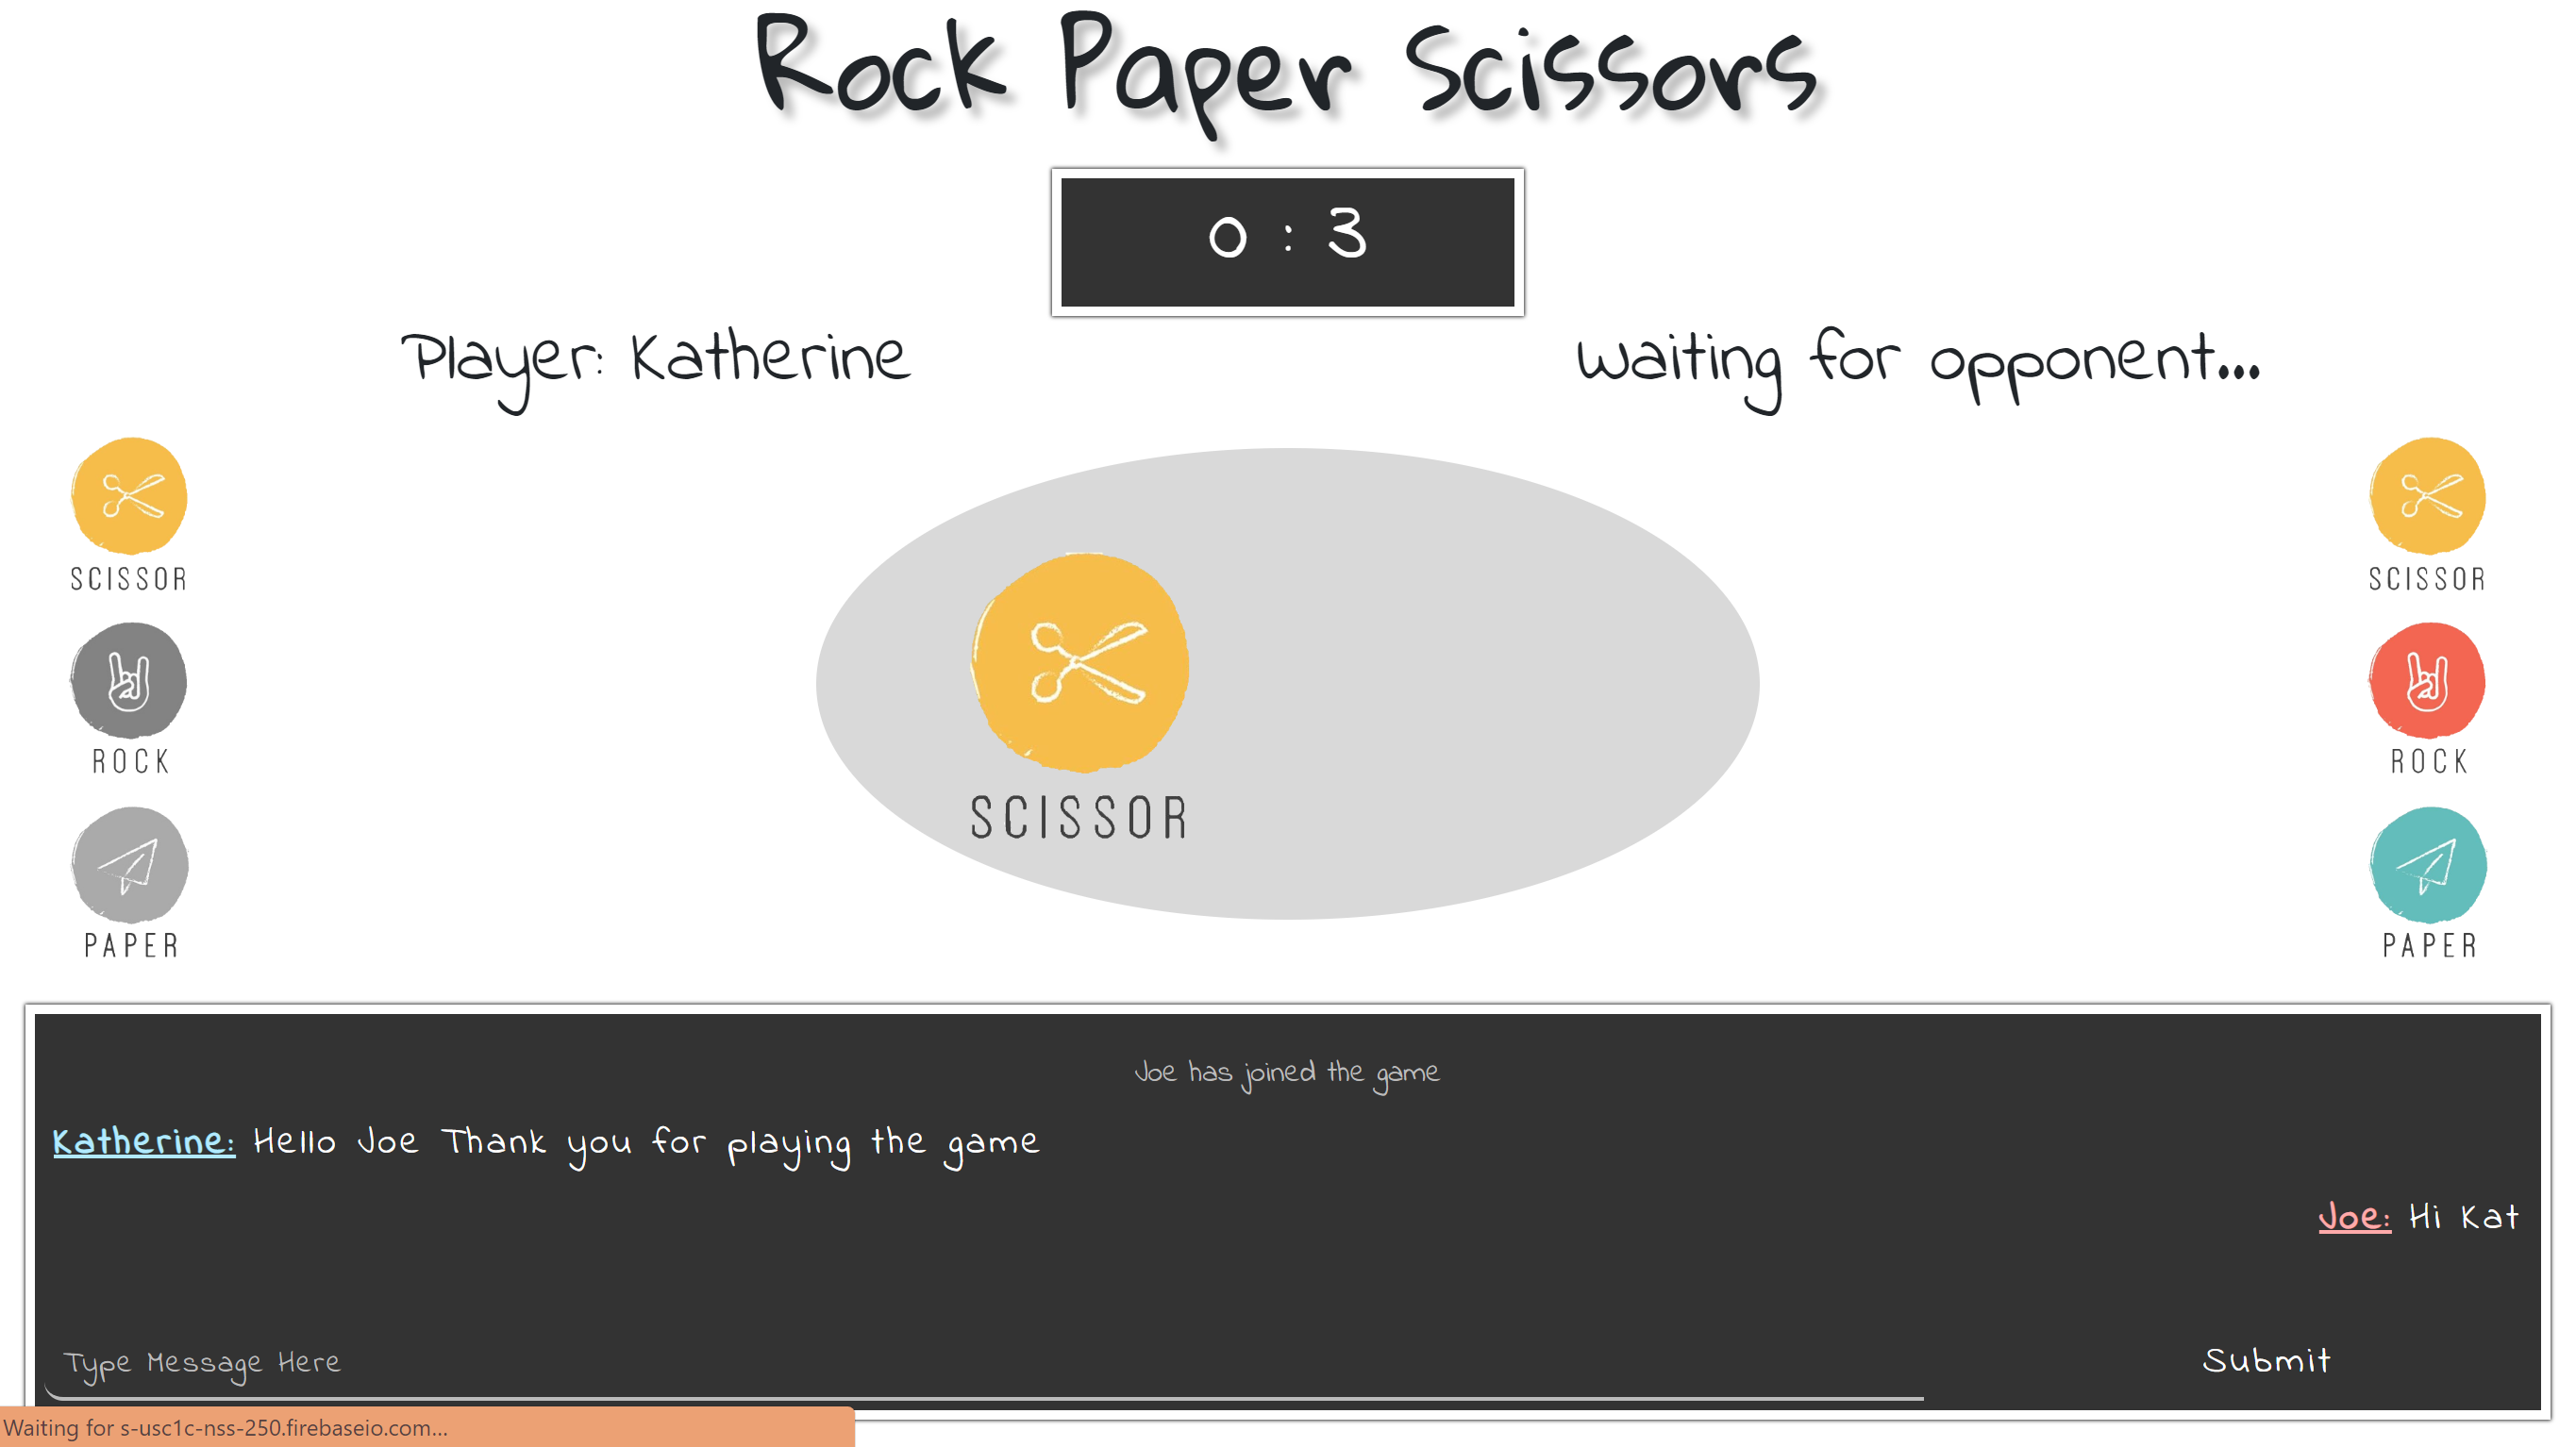 Rock Paper Scissors
0 : 3
Player: Katherine
Waiting for opponent...
SCISSOR
ROCK
PAPER
SCISSOR
SCISSOR
ROCK
PAPER
Joe has joined the game
Katherine: Hello Joe Thank you for playing the game
Joe: Hi Kat
Type Message Here
Submit
Waiting for s-usc1c-nss-250.firebaseio.com...